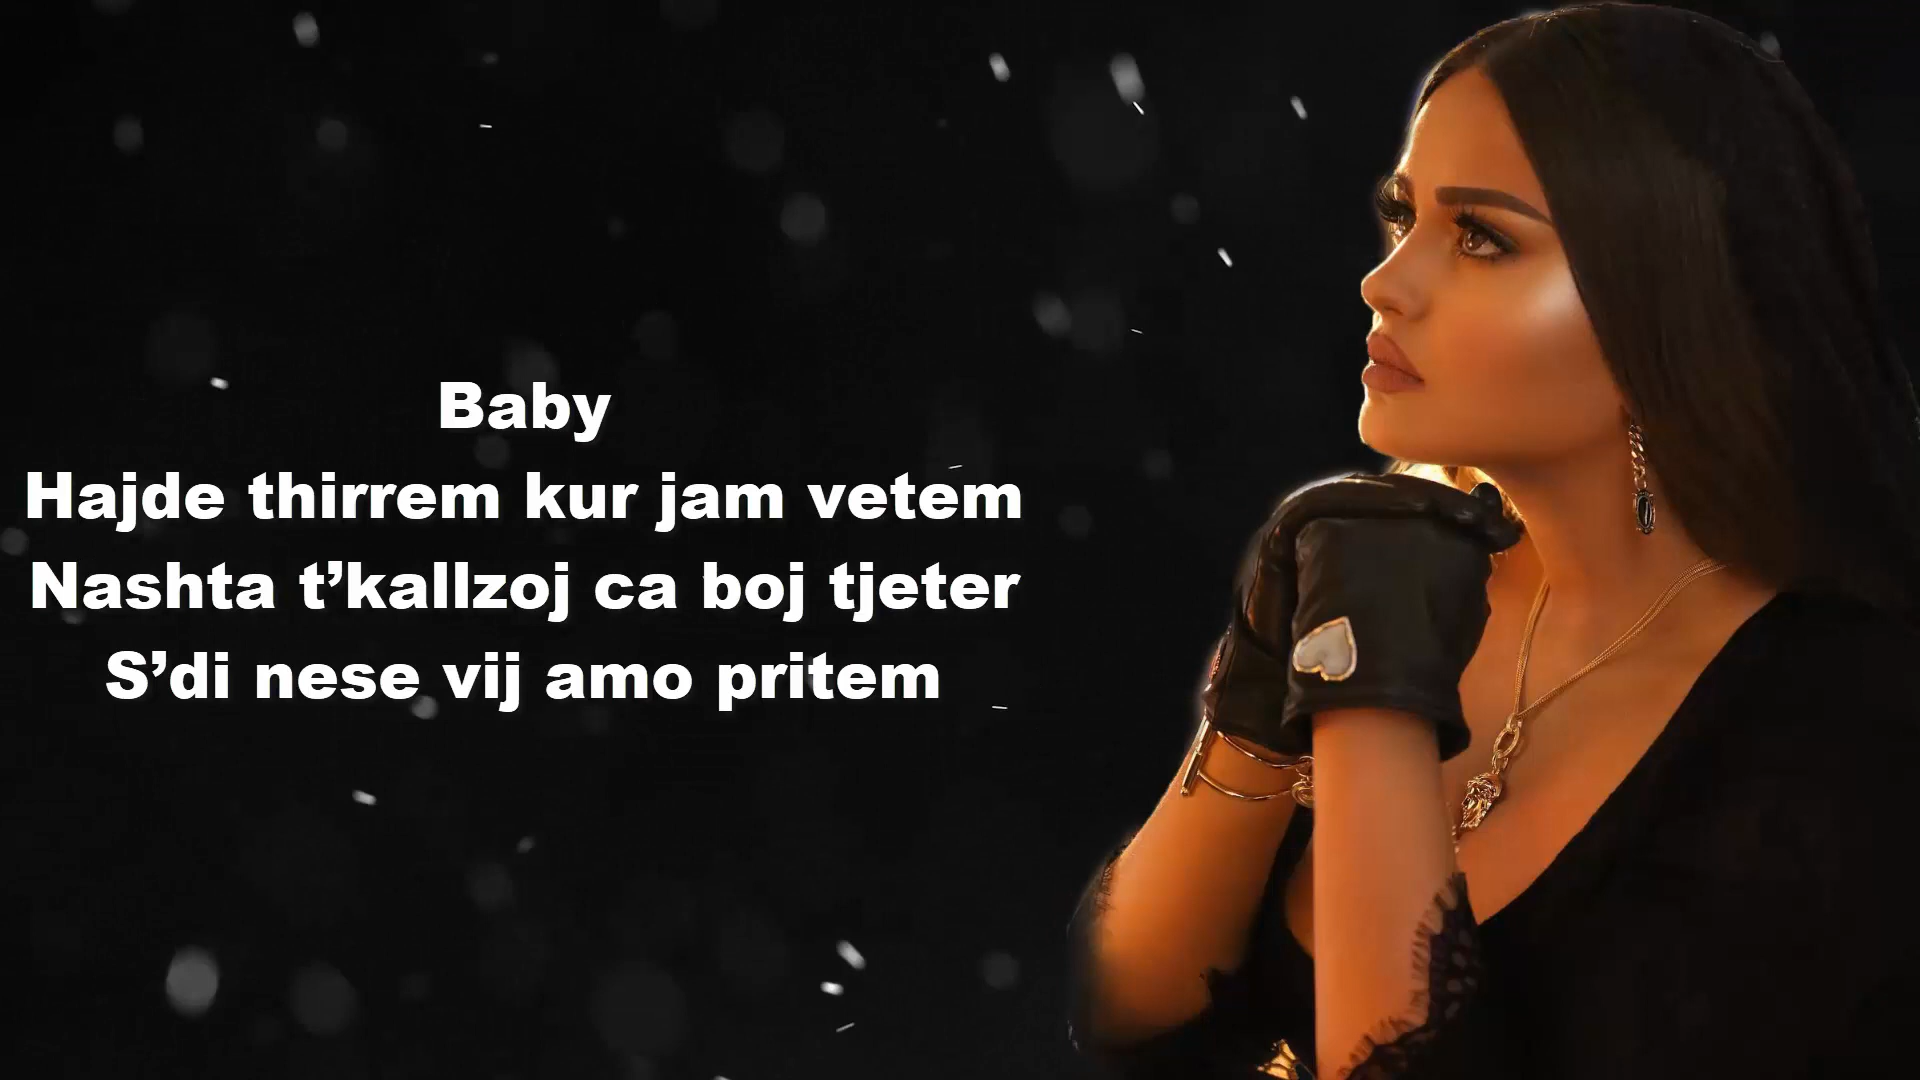 Baby
Hajde thirrem kur jam vetem
Nashta t’kallzoj ca boj tjeter
S’di nese vij amo pritem